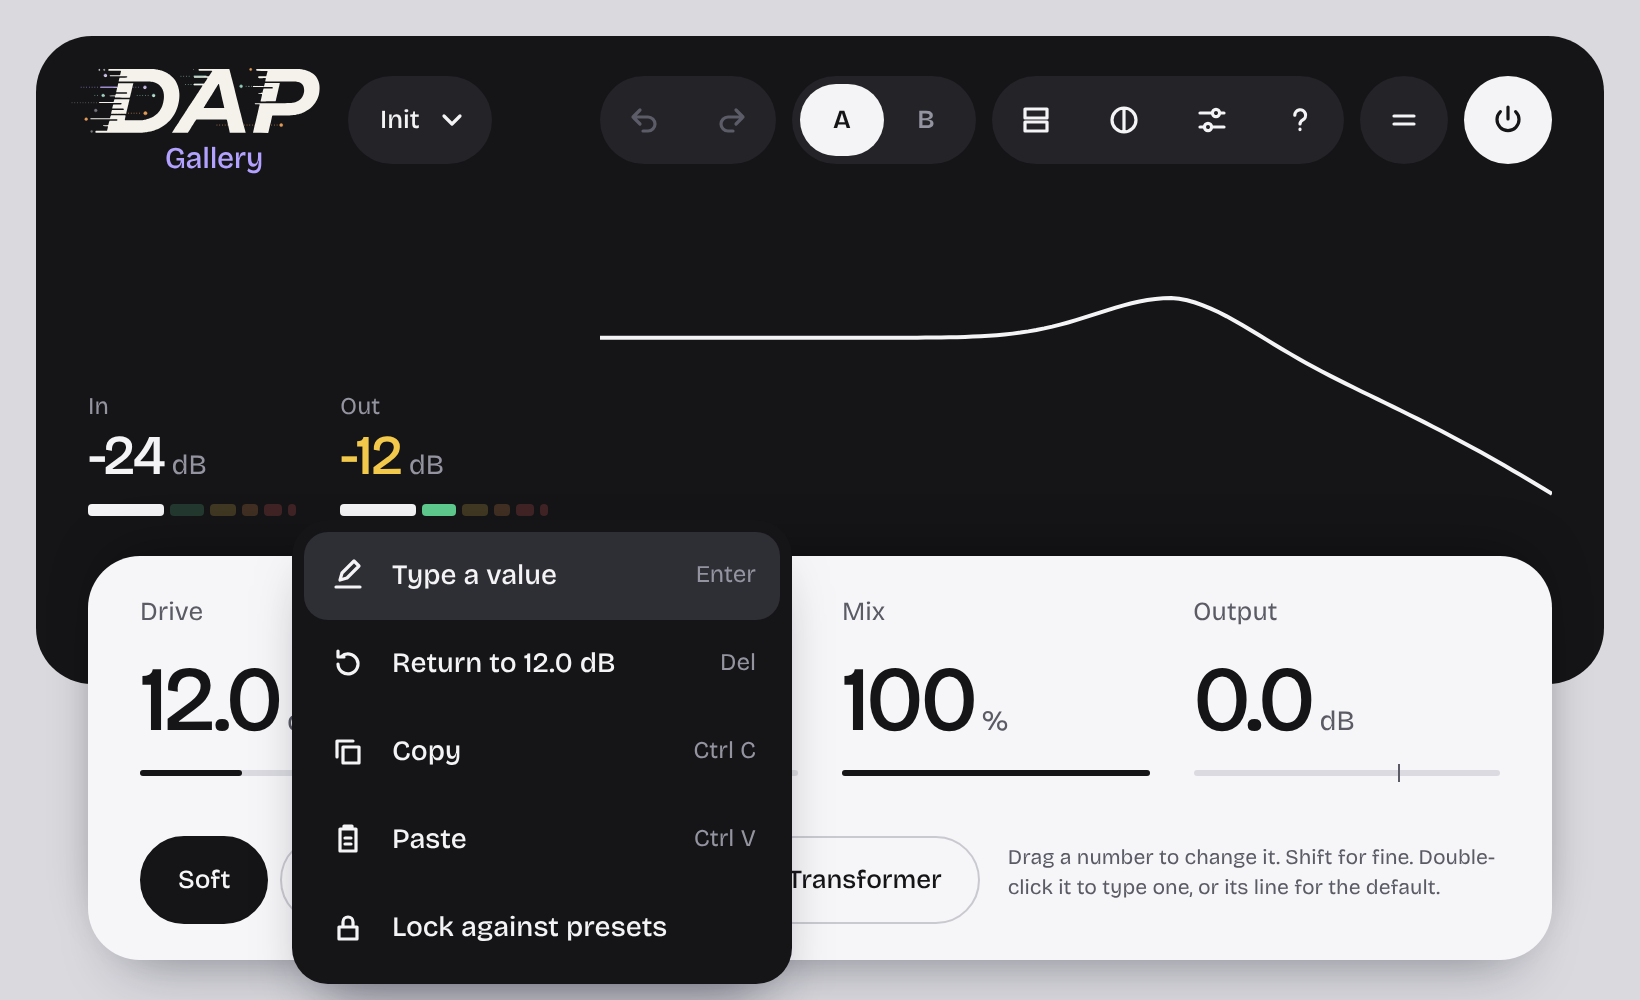 DAP
Gallery
Init
A
B
?
In
-24 dB
Out
-12 dB
Type a value Enter
Return to 12.0 dB Del
Copy Ctrl C
Paste Ctrl V
Lock against presets
Drive
12.0
Mix
100 %
Output
0.0 dB
Soft
Transformer
Drag a number to change it. Shift for fine. Double-
click it to type one, or its line for the default.